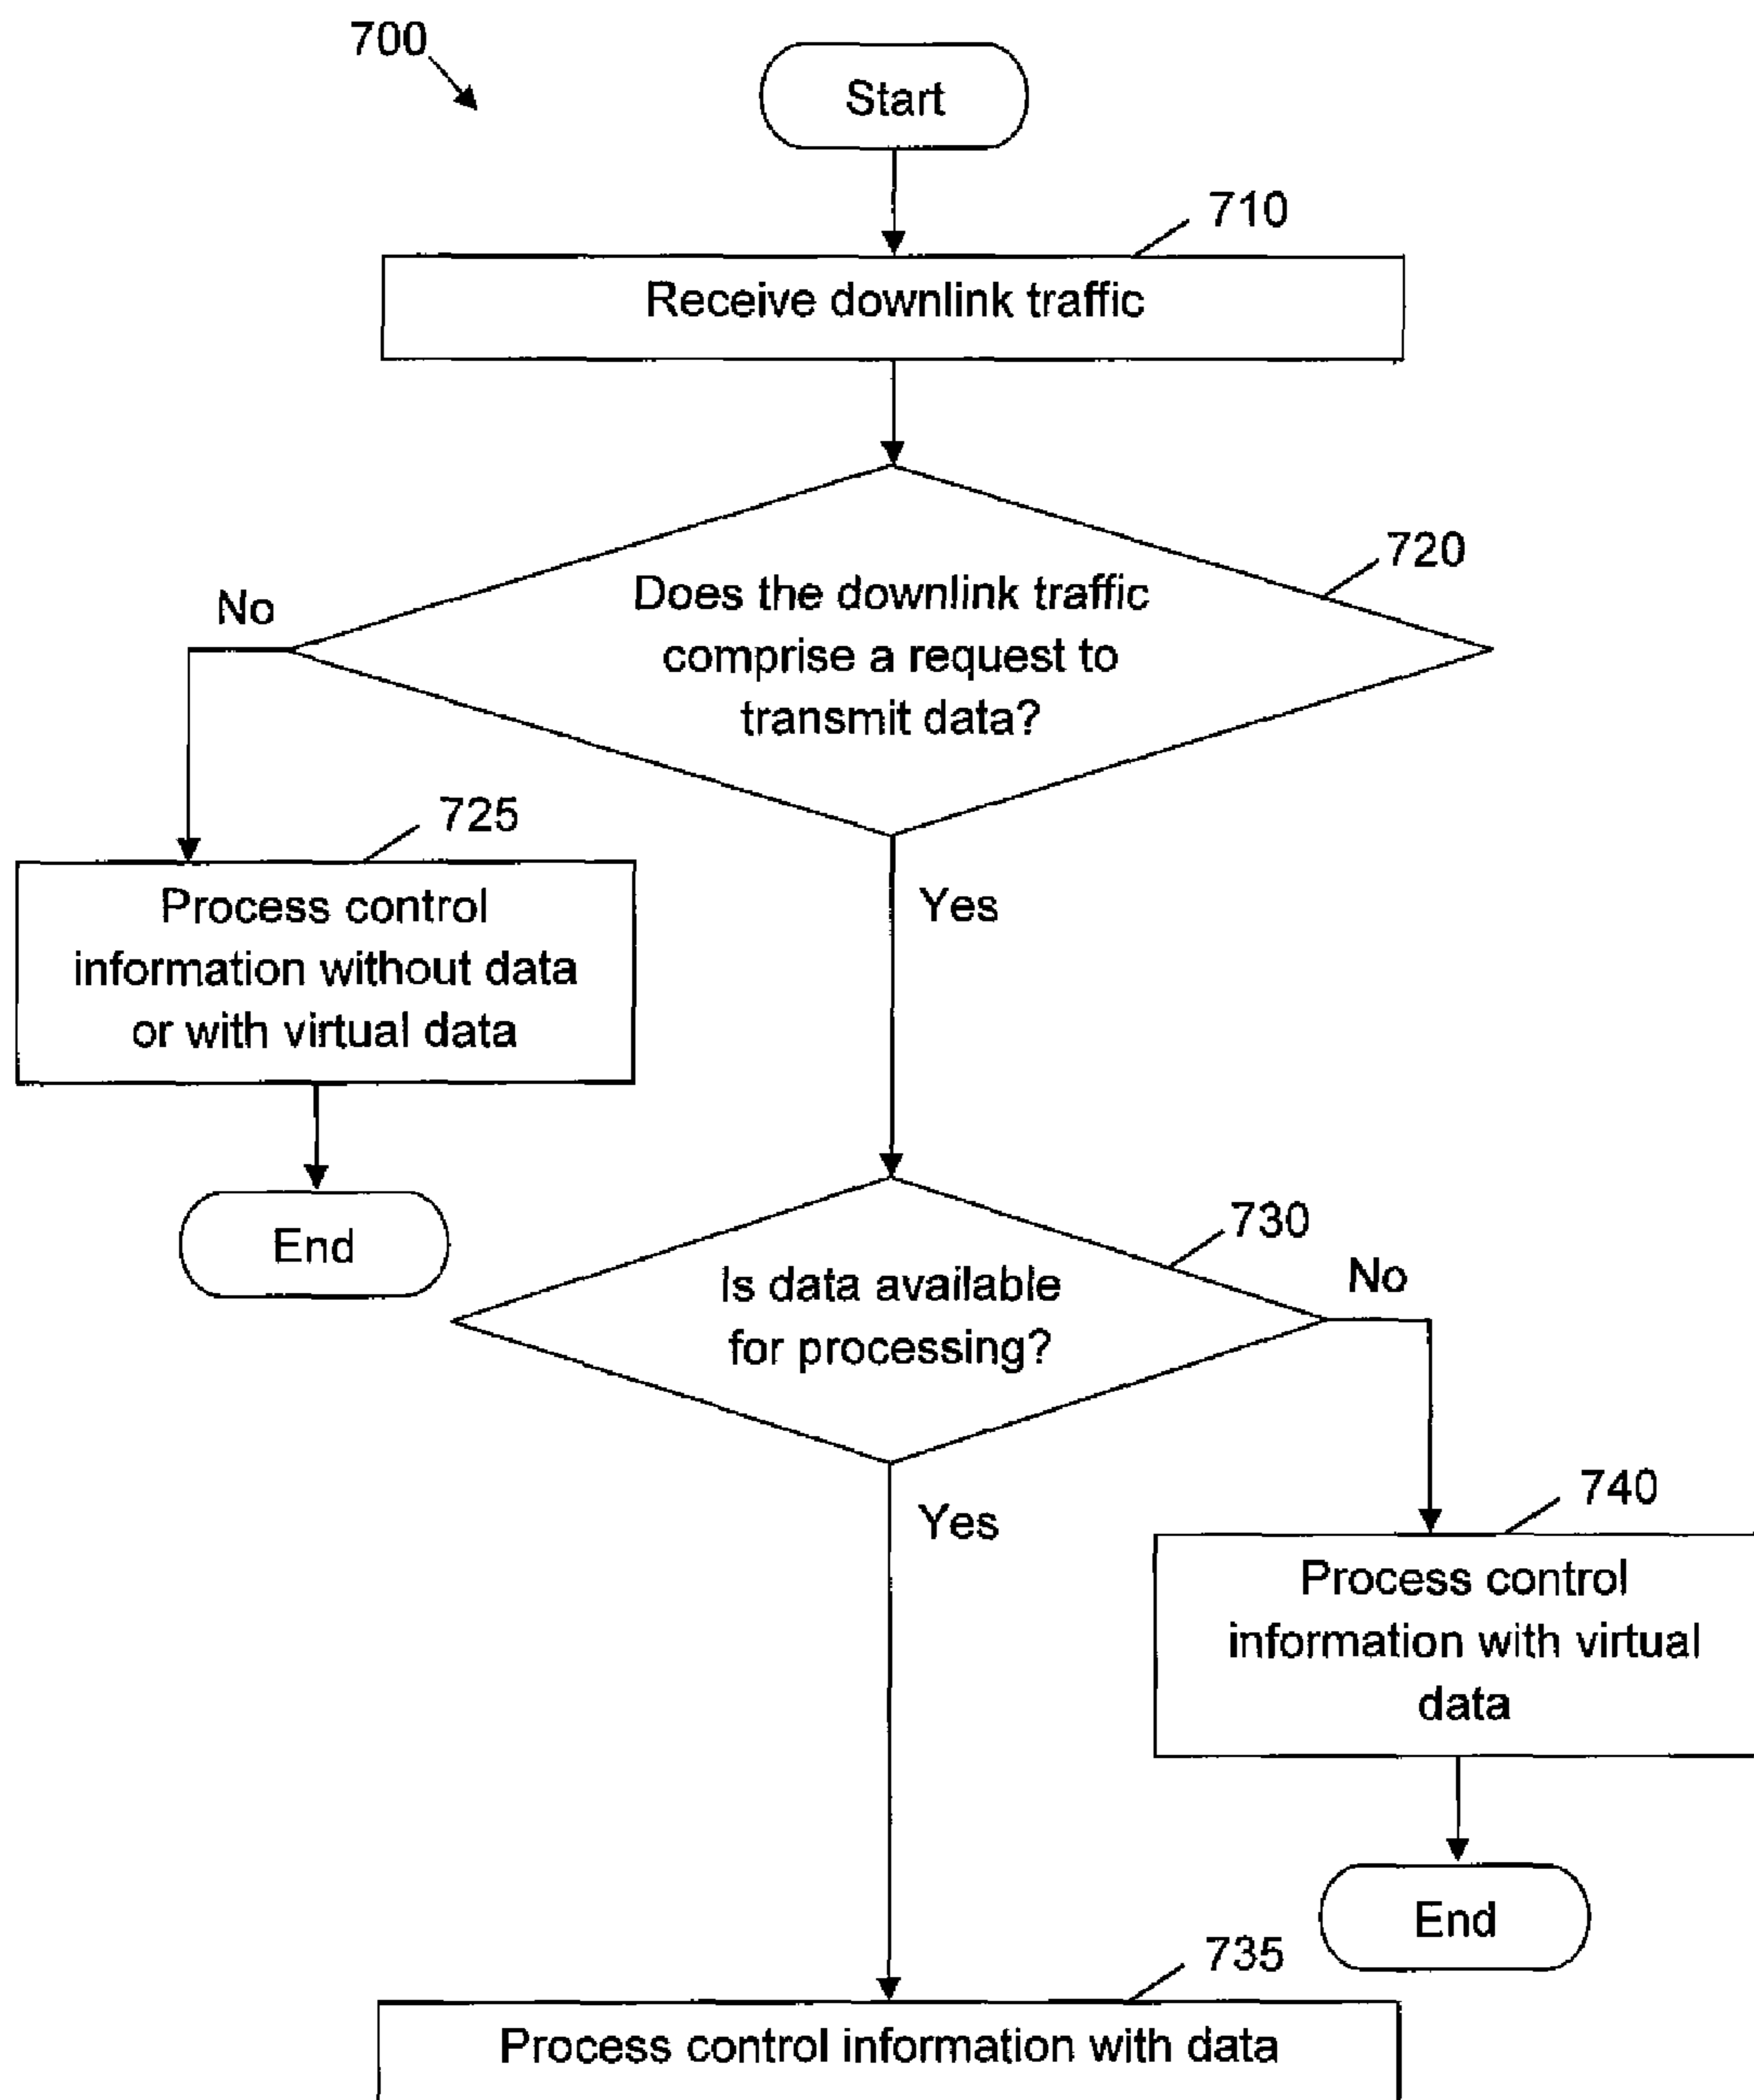 700
Start
710
Receive downlink traffic
720
No
Does the downlink traffic
comprise a request to
transmit data?
725
Process control
information without data
or with virtual data
Yes
End
730
Is data available
for processing?
No
Yes
740
Process control
information with virtual
data
End
735
Process control information with data